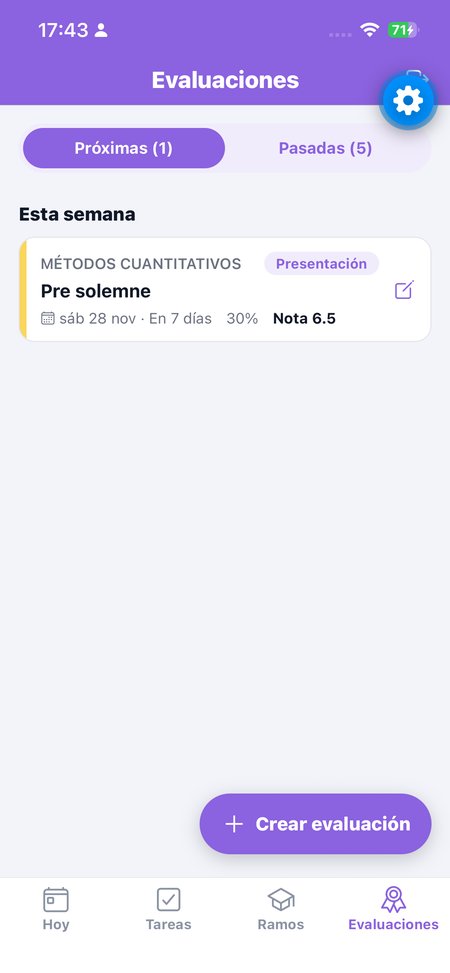 17:43
71
Evaluaciones
Próximas (1)
Pasadas (5)
Esta semana
MÉTODOS CUANTITATIVOS
Presentación
Pre solemne
sáb 28 nov · En 7 días 30% Nota 6.5
+ Crear evaluación
Hoy
Tareas
Ramos
Evaluaciones